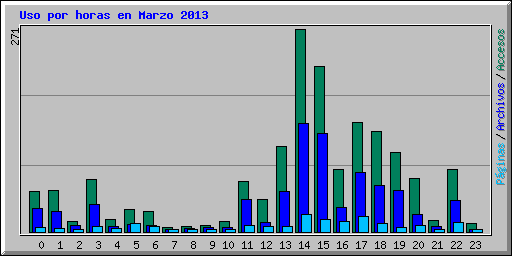 Uso por horas en Marzo 2013
271
Páginas / Archivos / Accesos
0 1 2 3 4 5 6 7 8 9 10 11 12 13 14 15 16 17 18 19 20 21 22 23